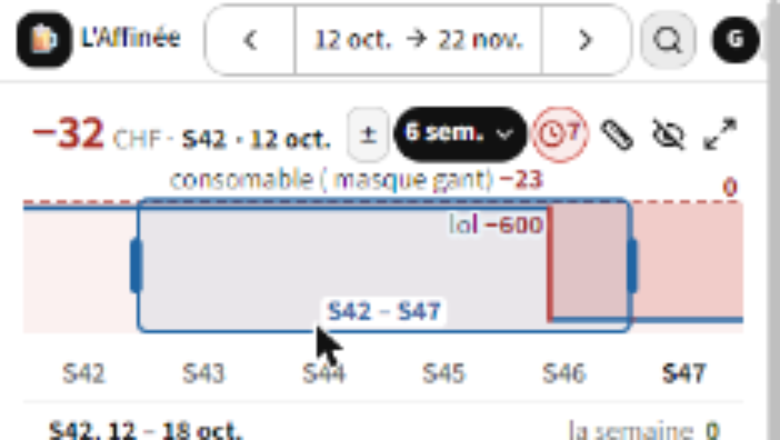 L'Affinée
12 oct. → 22 nov.
G
−32 CHF · S42 · 12 oct.
±
6 sem.
7
consomable ( masque gant) −23
0
lol −600
S42 – S47
S42 S43 S44 S45 S46 S47
S42, 12 – 18 oct.
la semaine 0